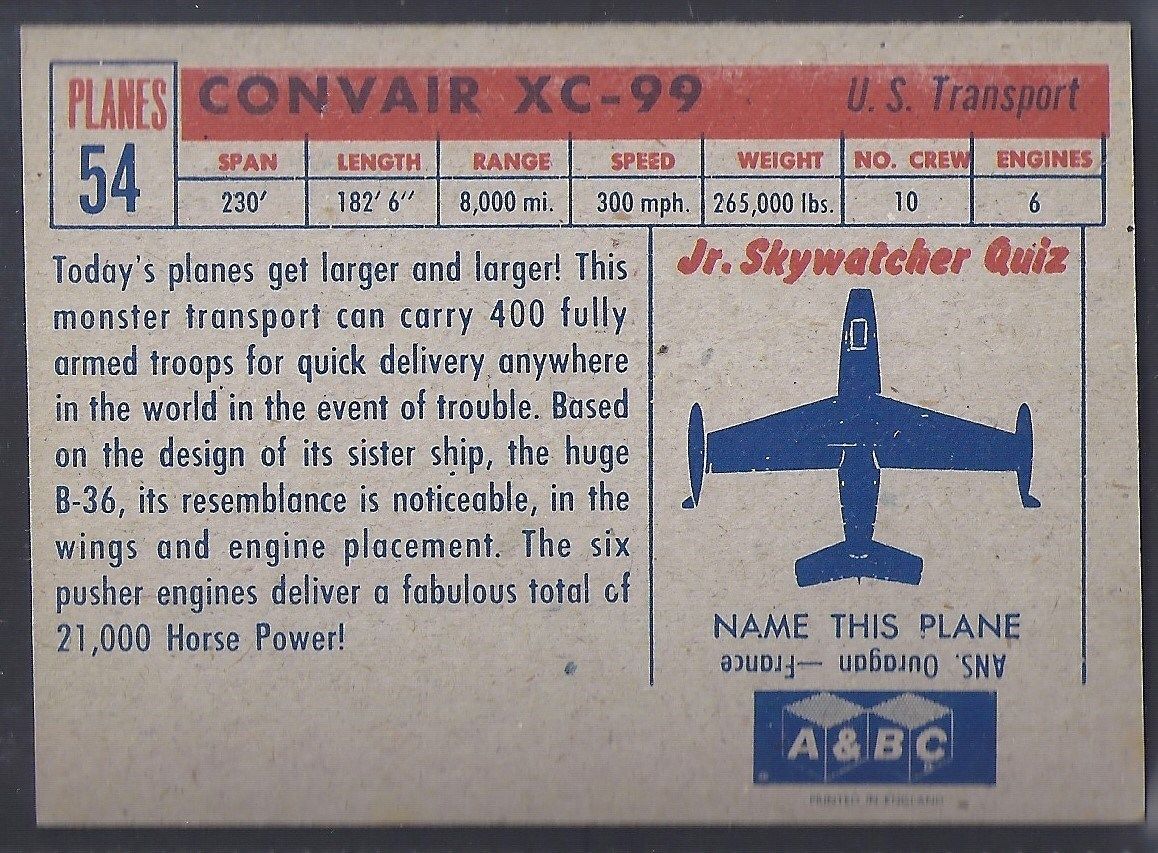 PLANES
54
CONVAIR XC-99
U. S. Transport
SPAN LENGTH RANGE SPEED WEIGHT NO. CREW ENGINES
230′ 182′ 6″ 8,000 mi. 300 mph. 265,000 lbs. 10 6
Today's planes get larger and larger! This
monster transport can carry 400 fully
armed troops for quick delivery anywhere
in the world in the event of trouble. Based
on the design of its sister ship, the huge
B-36, its resemblance is noticeable, in the
wings and engine placement. The six
pusher engines deliver a fabulous total of
21,000 Horse Power!
Jr. Skywatcher Quiz
NAME THIS PLANE
ANS. Ouragan—France
A & B C
PRINTED IN ENGLAND